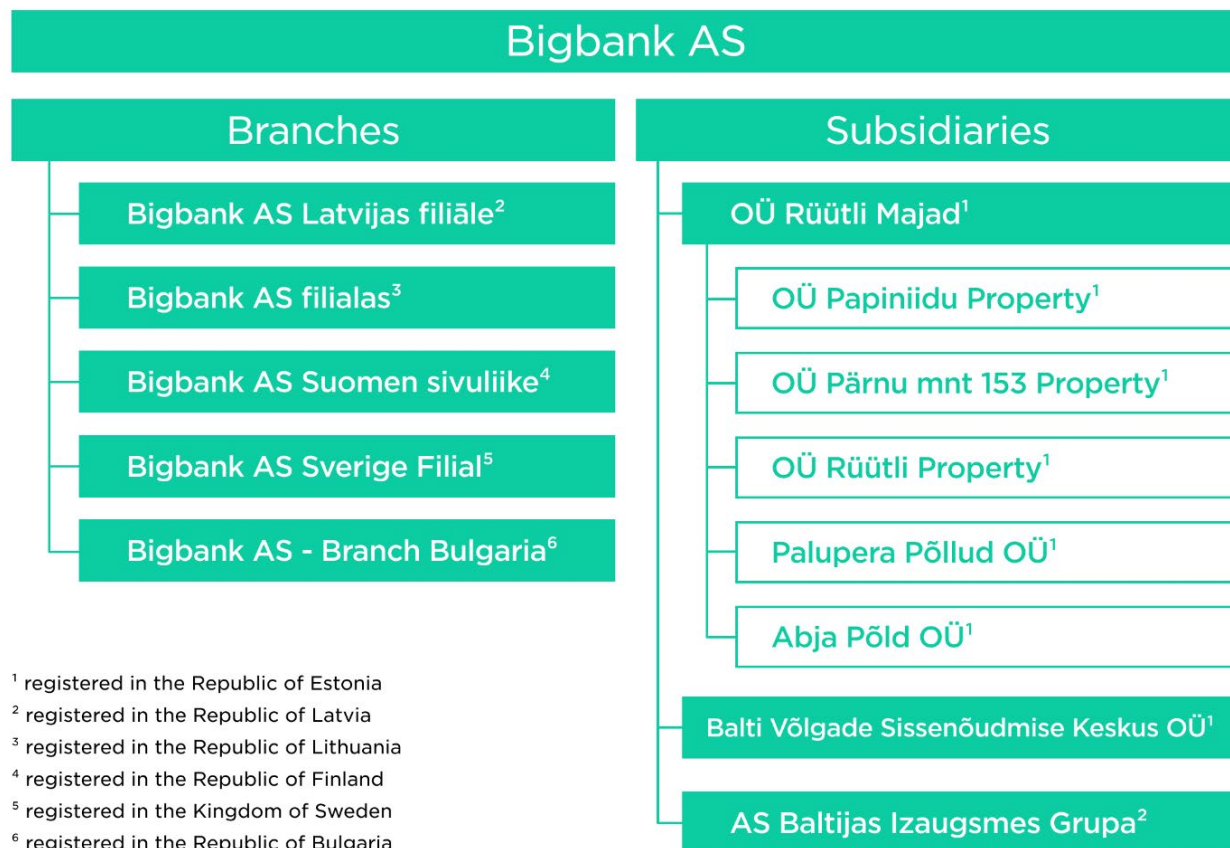 Bigbank AS
Branches
Bigbank AS Latvijas filiāle²
Bigbank AS filialas³
Bigbank AS Suomen sivuliike⁴
Bigbank AS Sverige Filial⁵
Bigbank AS - Branch Bulgaria⁶
Subsidiaries
OÜ Rüütli Majad¹
OÜ Papiniidu Property¹
OÜ Pärnu mnt 153 Property¹
OÜ Rüütli Property¹
Palupera Põllud OÜ¹
Abja Põld OÜ¹
Balti Võlgade Sissenõudmise Keskus OÜ¹
AS Baltijas Izaugsmes Grupa²
¹ registered in the Republic of Estonia
² registered in the Republic of Latvia
³ registered in the Republic of Lithuania
⁴ registered in the Republic of Finland
⁵ registered in the Kingdom of Sweden
⁶ registered in the Republic of Bulgaria